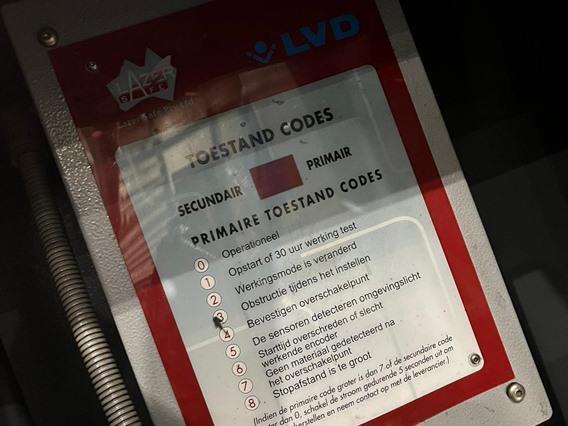 LVD
LAZER
SAFE
TOESTAND CODES
SECUNDAIR
PRIMAIR
PRIMAIRE TOESTAND CODES
0 Operationeel
1 Opstart of 30 uur werking test
2 Werkingsmode is veranderd
3 Obstructie tijdens het instellen
4 Bevestigen overschakelpunt
5 De sensoren detecteren omgevingslicht
6 Starttijd overschreden of slecht
werkende encoder
7 Geen materiaal gedetecteerd na
het overschakelpunt
8 Stopafstand is te groot
(Indien de primaire code groter is dan 7 of de secundaire code
groter dan 0, schakel de stroom gedurende 5 seconden uit om
herstellen en neem contact op met de leverancier.)